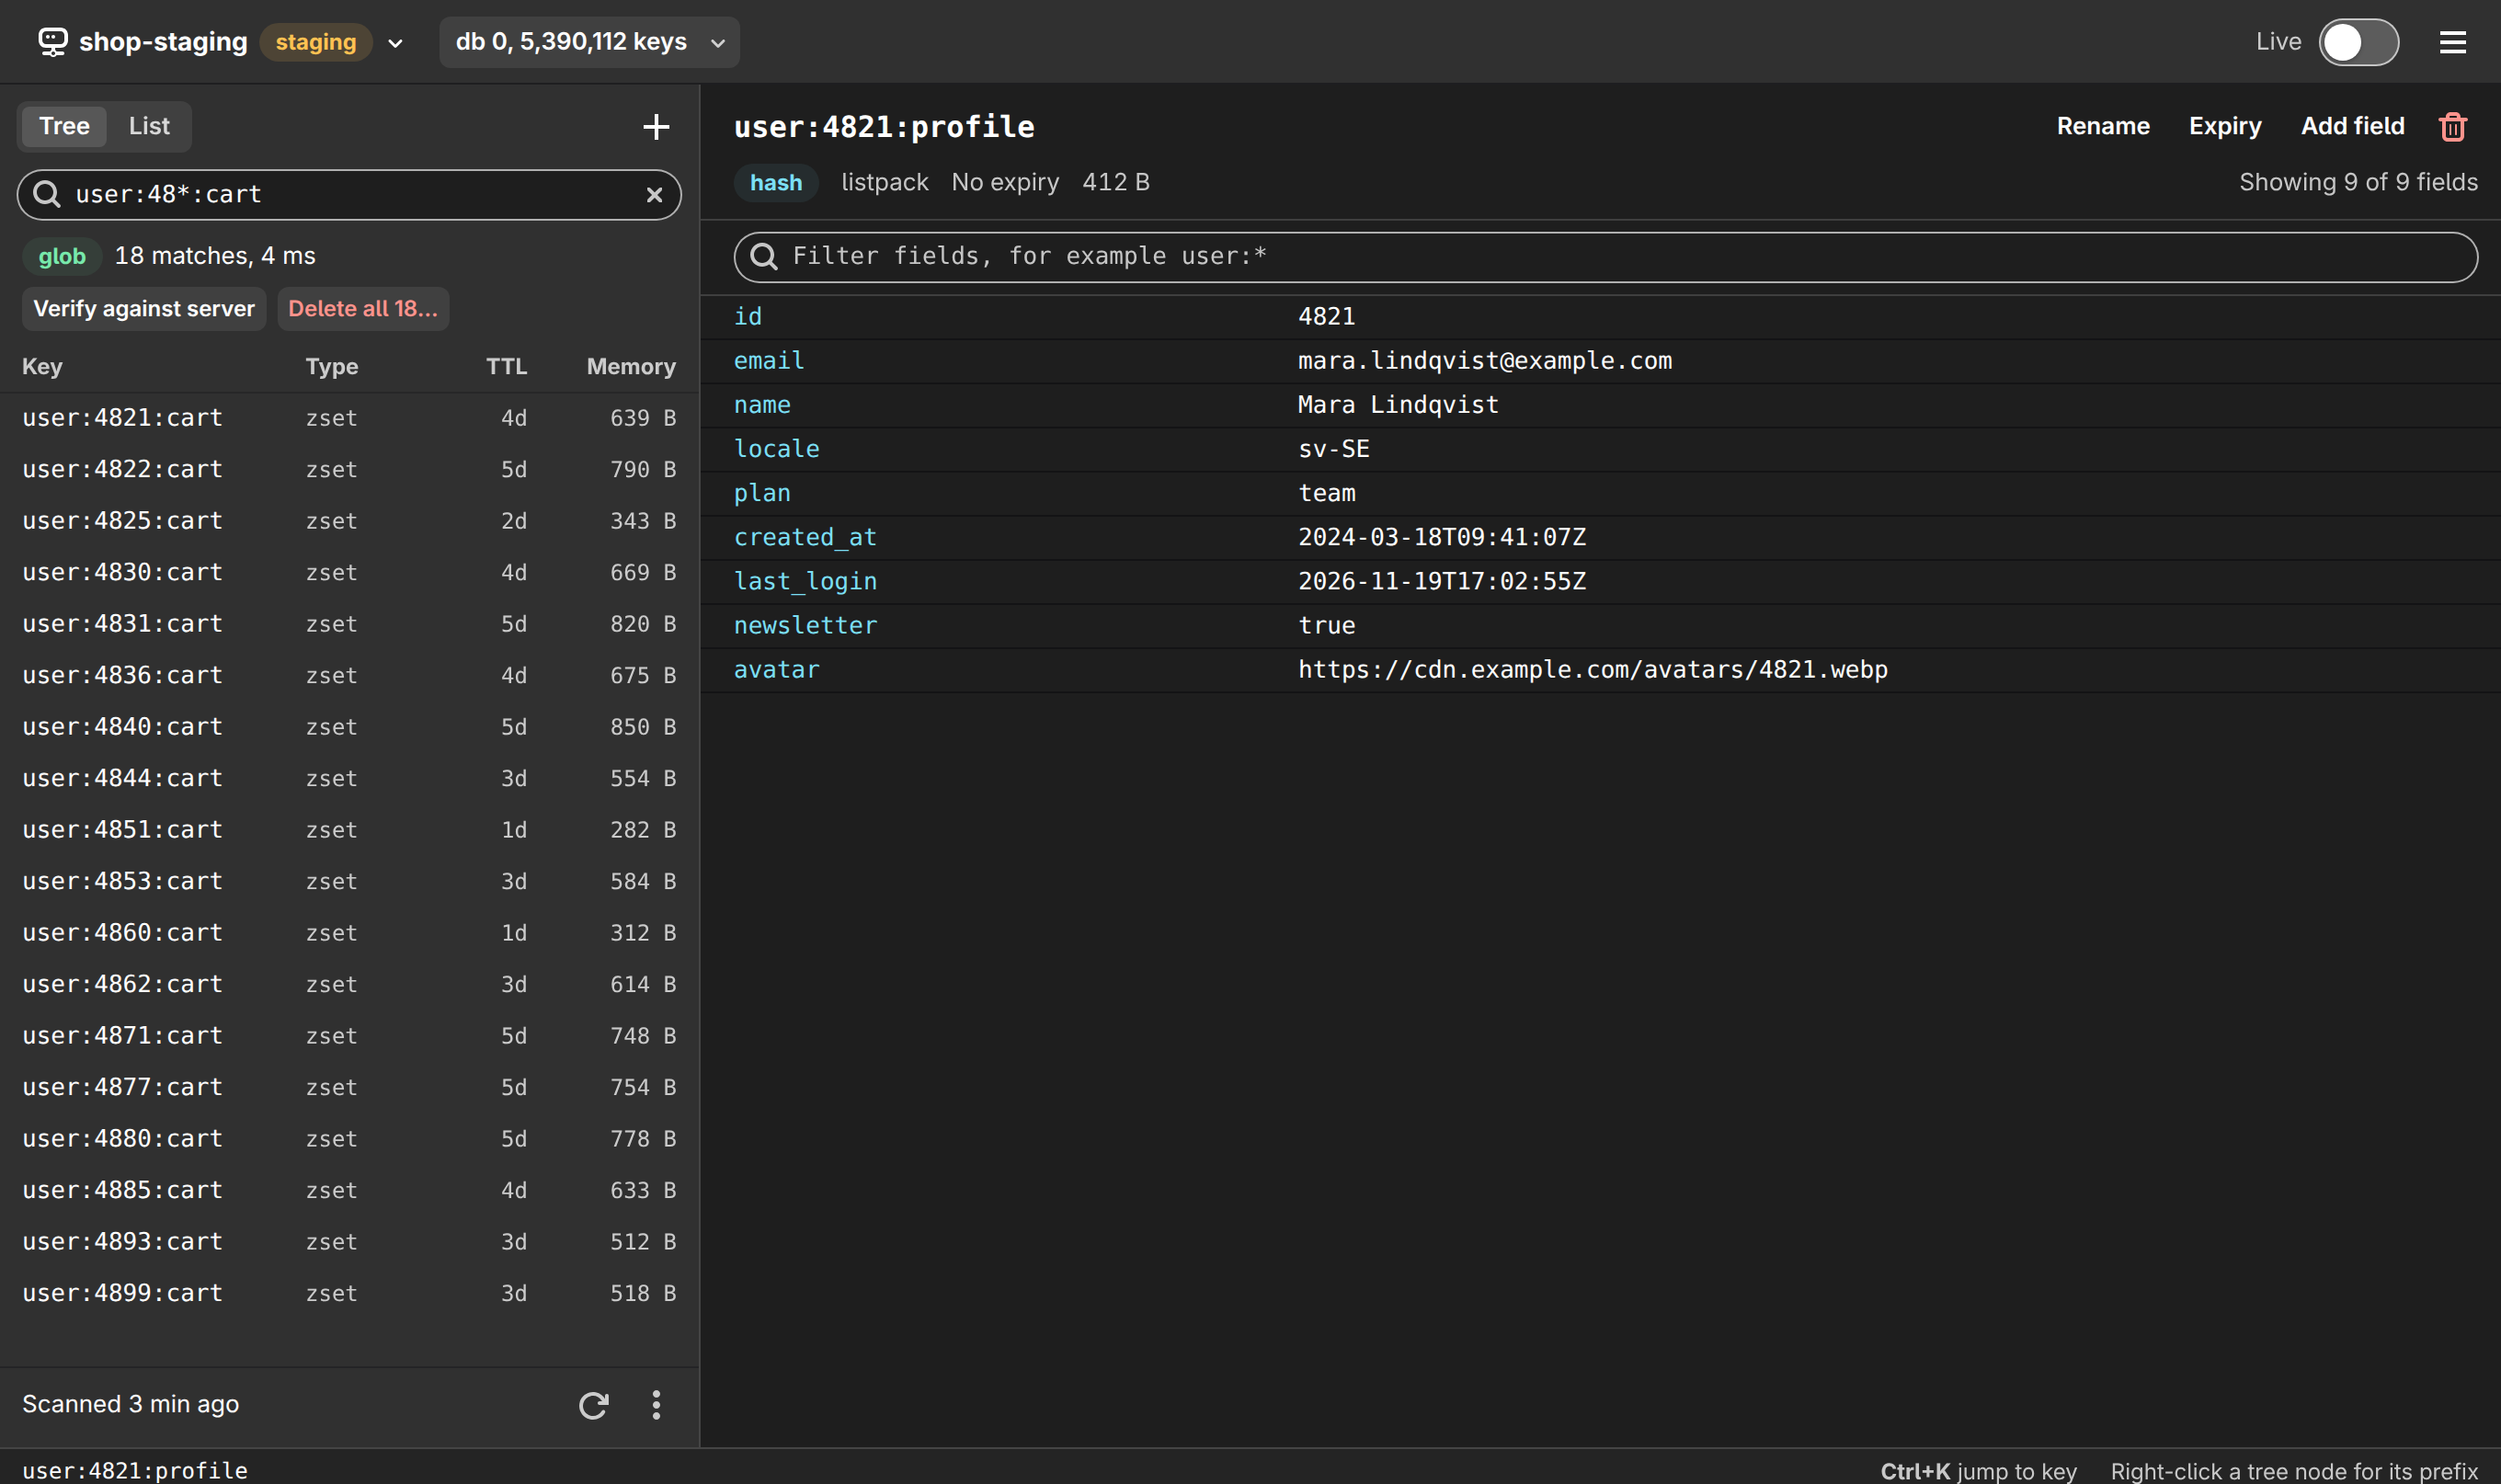 shop-staging staging db 0, 5,390,112 keys Live
Tree List
user:48*:cart
glob 18 matches, 4 ms
Verify against server Delete all 18...
Key Type TTL Memory
user:4821:cart zset 4d 639 B
user:4822:cart zset 5d 790 B
user:4825:cart zset 2d 343 B
user:4830:cart zset 4d 669 B
user:4831:cart zset 5d 820 B
user:4836:cart zset 4d 675 B
user:4840:cart zset 5d 850 B
user:4844:cart zset 3d 554 B
user:4851:cart zset 1d 282 B
user:4853:cart zset 3d 584 B
user:4860:cart zset 1d 312 B
user:4862:cart zset 3d 614 B
user:4871:cart zset 5d 748 B
user:4877:cart zset 5d 754 B
user:4880:cart zset 5d 778 B
user:4885:cart zset 4d 633 B
user:4893:cart zset 3d 512 B
user:4899:cart zset 3d 518 B
Scanned 3 min ago
user:4821:profile Rename Expiry Add field
hash listpack No expiry 412 B Showing 9 of 9 fields
Filter fields, for example user:*
id 4821
email mara.lindqvist@example.com
name Mara Lindqvist
locale sv-SE
plan team
created_at 2024-03-18T09:41:07Z
last_login 2026-11-19T17:02:55Z
newsletter true
avatar https://cdn.example.com/avatars/4821.webp
user:4821:profile Ctrl+K jump to key Right-click a tree node for its prefix